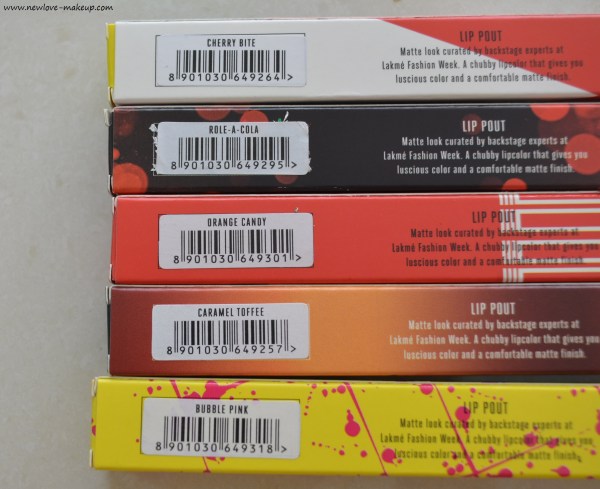 www.newlove-makeup.com
CHERRY BITE
8 901030 649264 >
LIP POUT
Matte look curated by backstage experts at
Lakmé Fashion Week. A chubby lipcolor that gives you
luscious color and a comfortable matte finish.
ROLE-A-COLA
8 901030 649295 >
LIP POUT
Matte look curated by backstage experts at
Lakmé Fashion Week. A chubby lipcolor that gives you
luscious color and a comfortable matte finish.
ORANGE CANDY
8 901030 649301 >
LIP POUT
Matte look curated by backstage experts at
Lakmé Fashion Week. A chubby lipcolor that gives you
luscious color and a comfortable matte finish.
CARAMEL TOFFEE
8 901030 649257 >
LIP POUT
Matte look curated by backstage experts at
Lakmé Fashion Week. A chubby lipcolor that gives you
luscious color and a comfortable matte finish.
BUBBLE PINK
8 901030 649318 >
LIP POUT
Matte look curated by backstage experts at
Lakmé Fashion Week. A chubby lipcolor that gives you
luscious color and a comfortable matte finish.